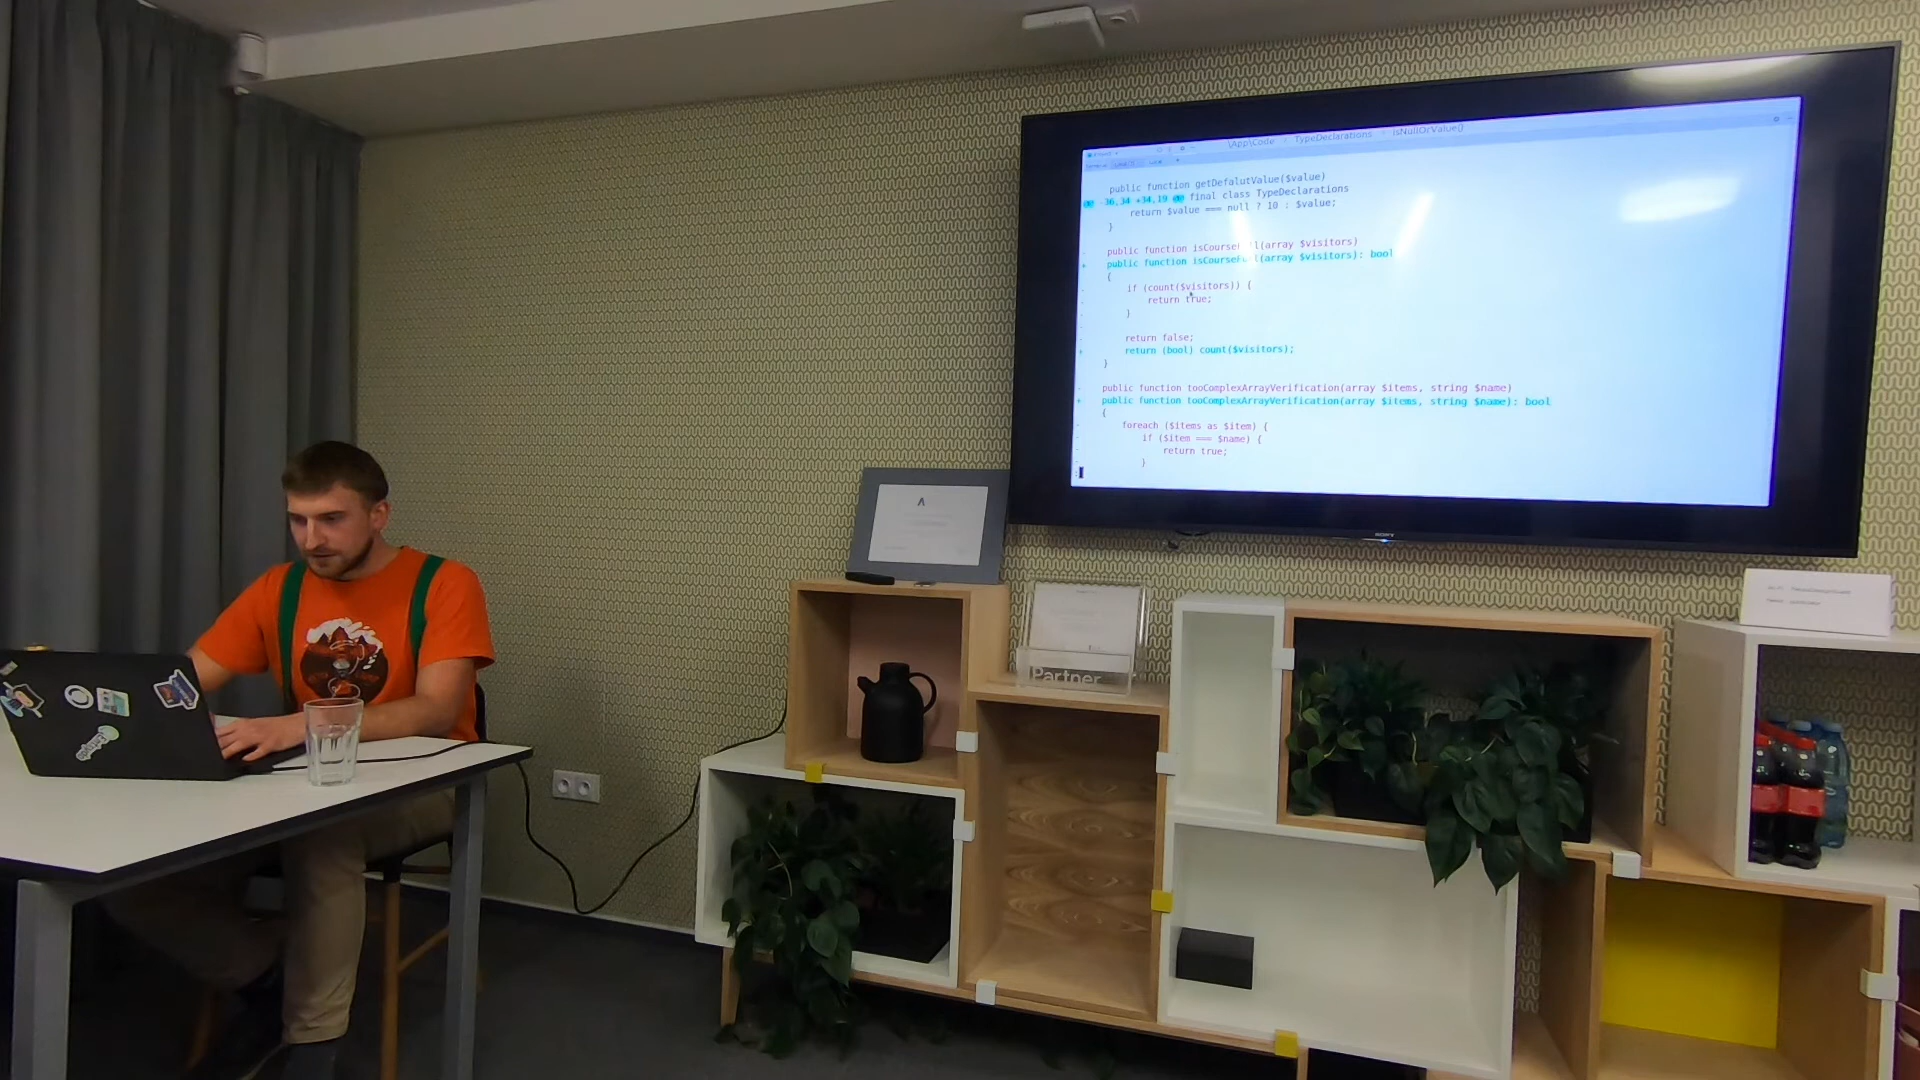 \App\Code TypeDeclarations isNullOrValue()
public function getDefalutValue($value)
-36,34 +34,19 final class TypeDeclarations
return $value === null ? 10 : $value;
}
- public function (array $visitors)
+ public function (array $visitors): bool
{
- if (count($visitors)) {
- return true;
- }
-
- return false;
+ return (bool) count($visitors);
}
- public function tooComplexArrayVerification(array $items, string $name)
+ public function tooComplexArrayVerification(array $items, string $name): bool
{
- foreach ($items as $item) {
- if ($item === $name) {
- return true;
- }
:
SONY
Partner